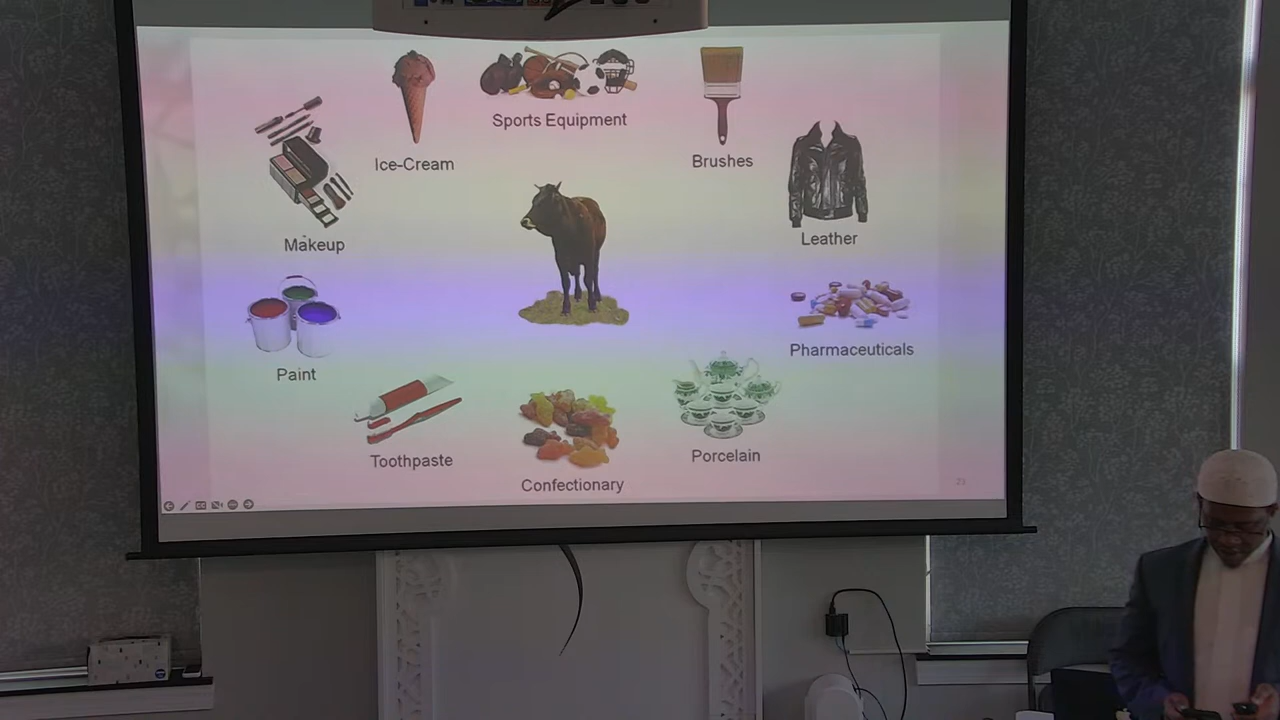 Sports Equipment
Ice-Cream
Brushes
Makeup
Leather
Pharmaceuticals
Paint
Toothpaste
Porcelain
Confectionary